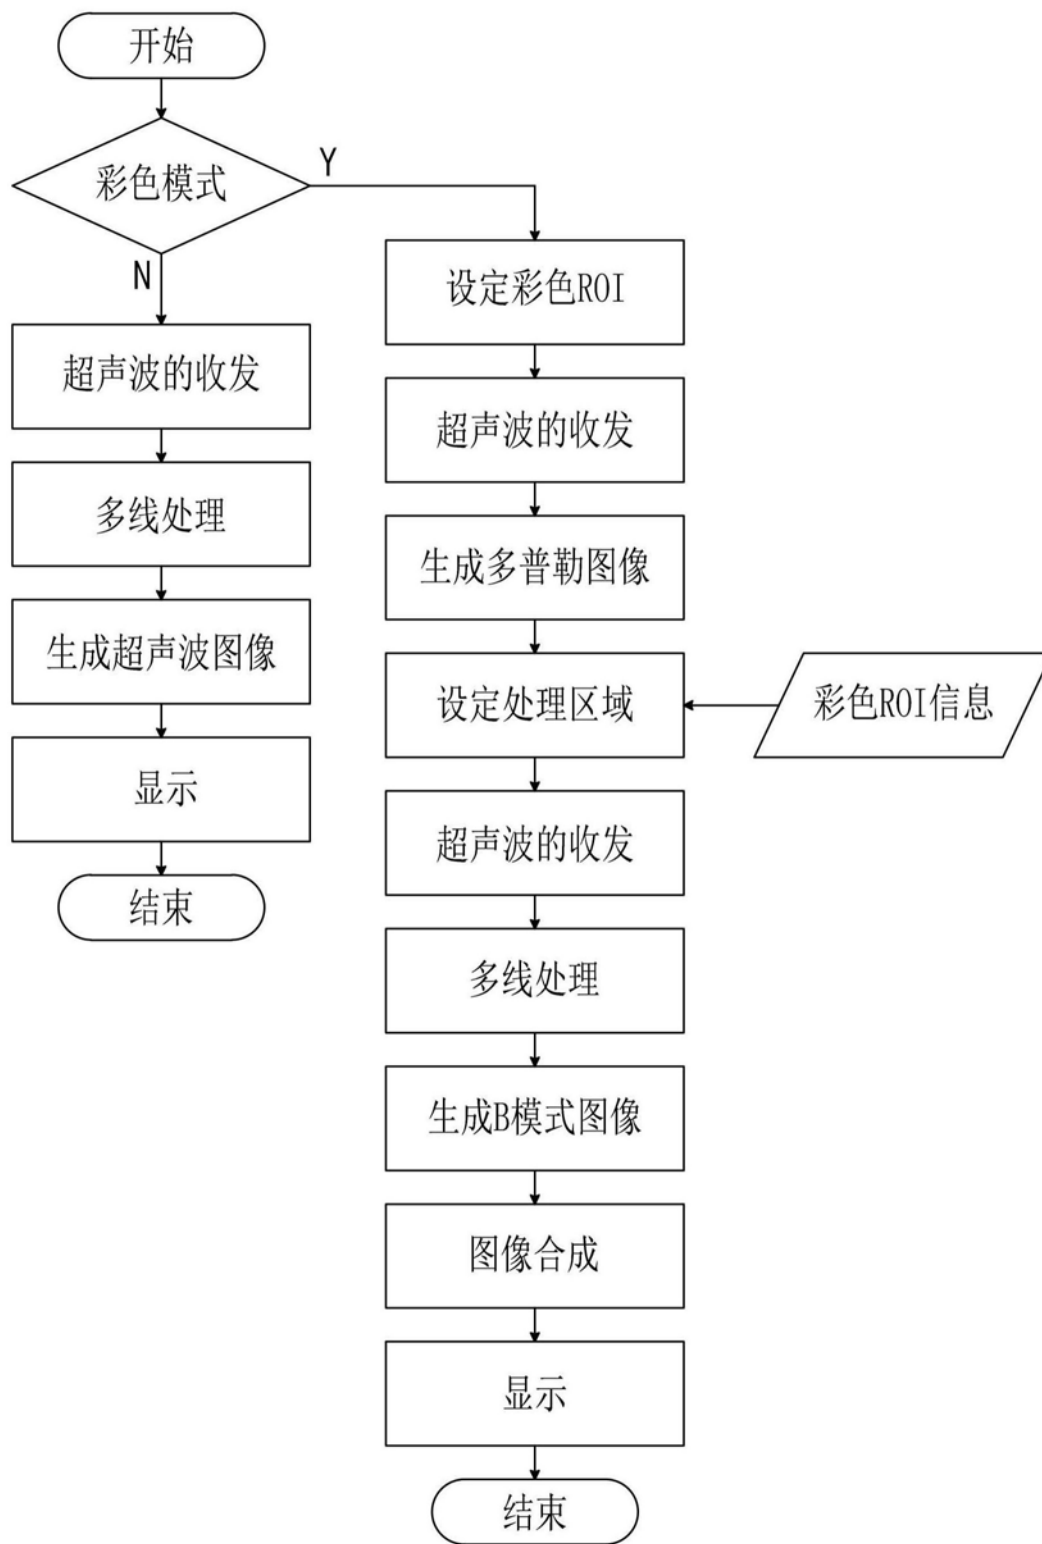 开始
彩色模式
Y
N
超声波的收发
多线处理
生成超声波图像
显示
结束
设定彩色ROI
超声波的收发
生成多普勒图像
设定处理区域
彩色ROI信息
超声波的收发
多线处理
生成B模式图像
图像合成
显示
结束